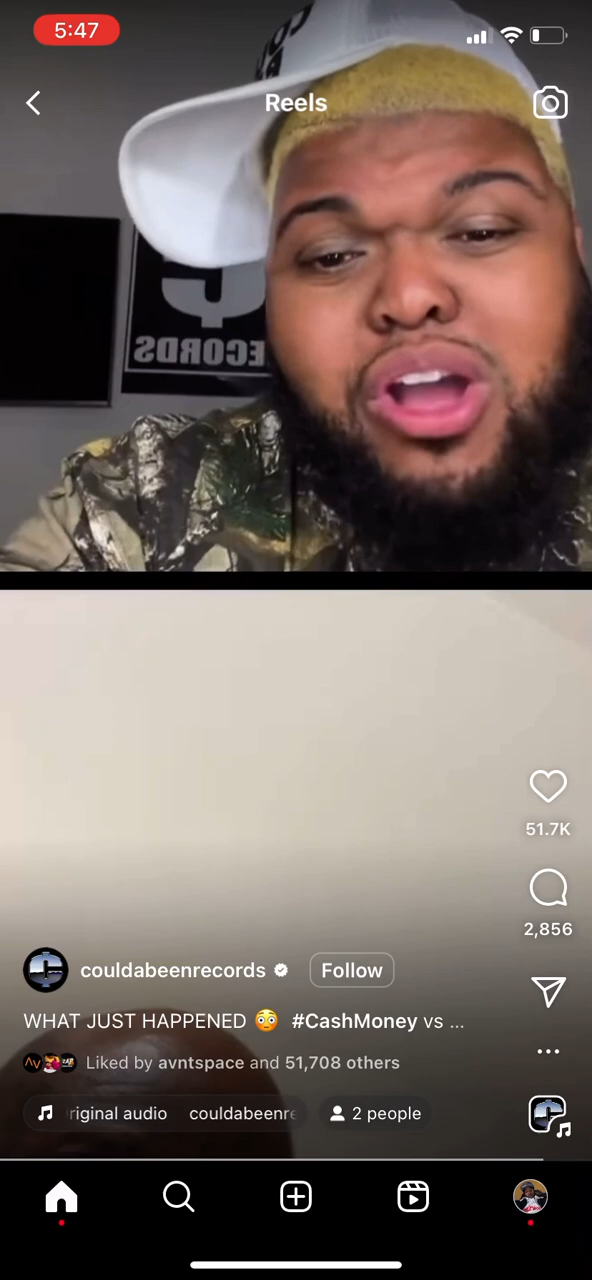 5:47
Reels
ECORDS
51.7K
2,856
couldabeenrecords
Follow
WHAT JUST HAPPENED 😳 #CashMoney vs ...
Liked by avntspace and 51,708 others
riginal audio couldabeenre
2 people